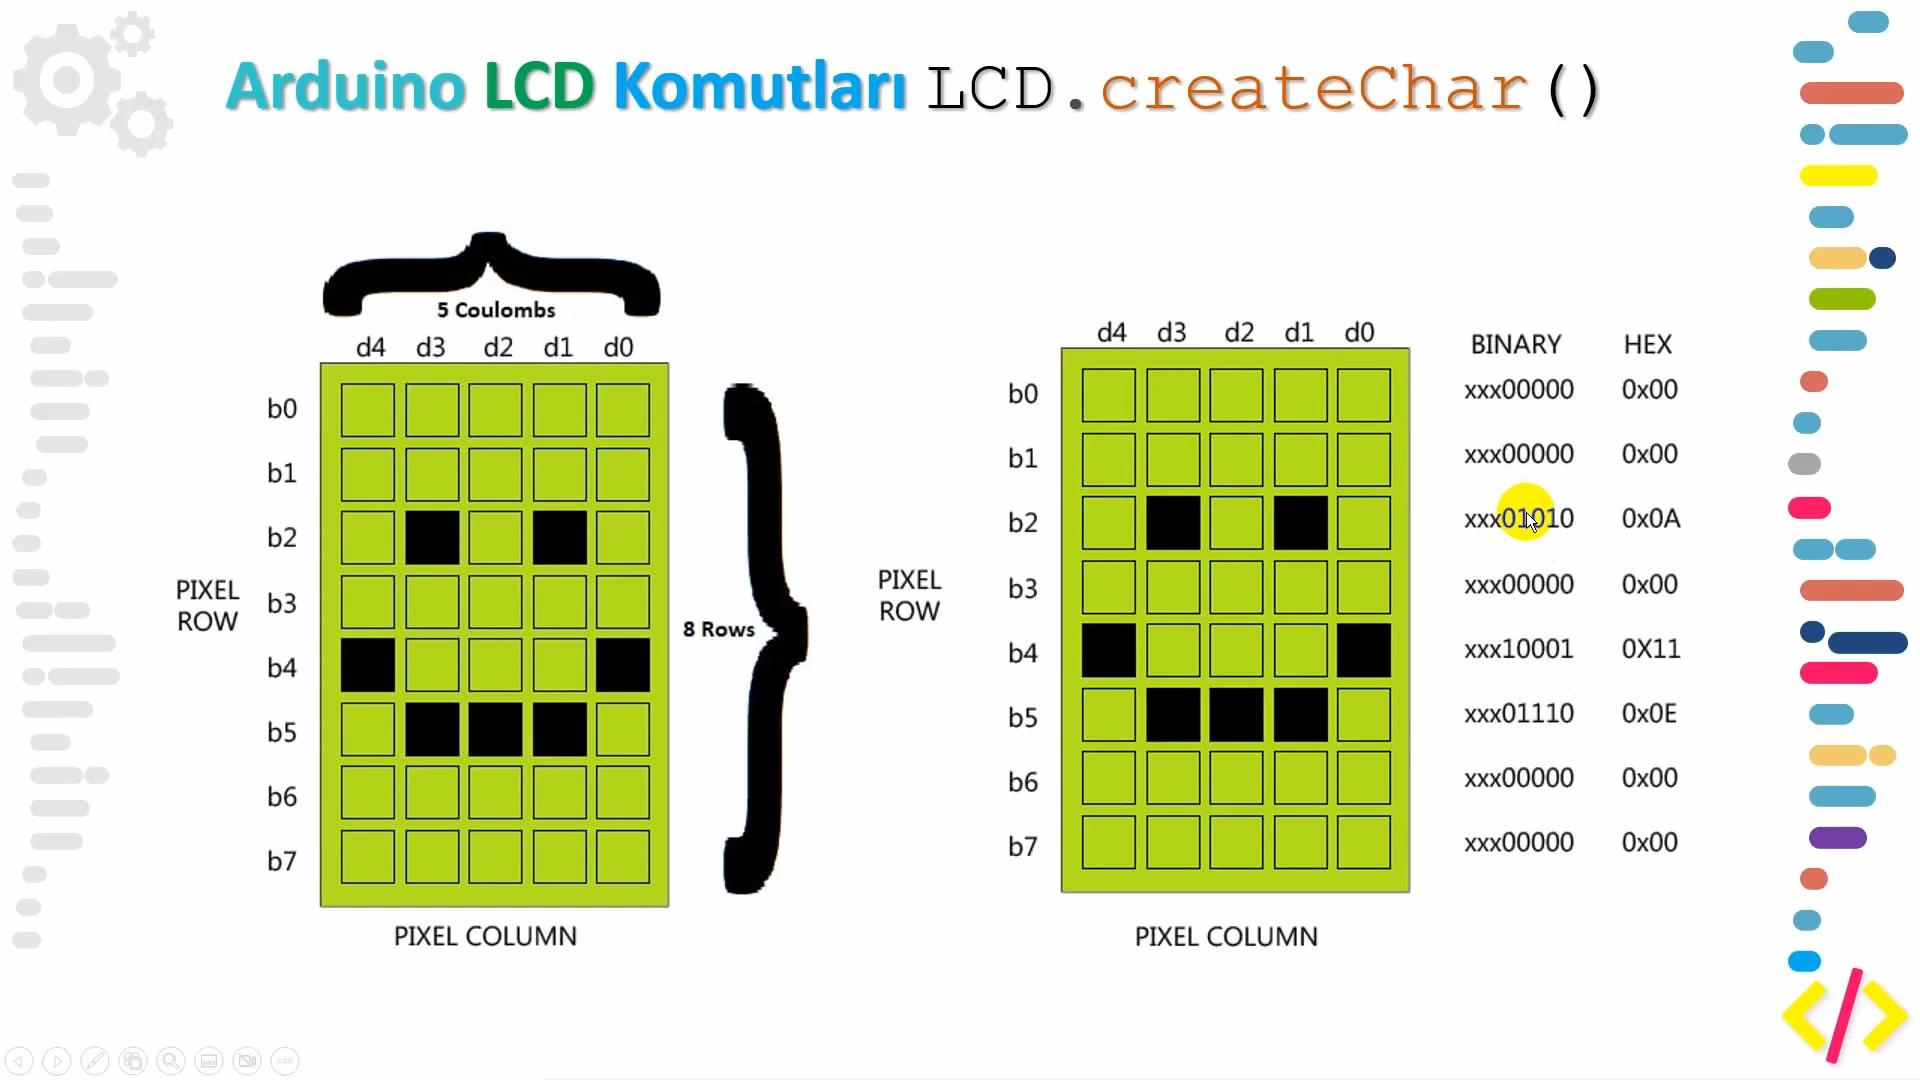 Arduino LCD Komutları LCD.createChar()
5 Coulombs
d4 d3 d2 d1 d0
b0
b1
b2
b3
b4
b5
b6
b7
PIXEL
ROW
8 Rows
PIXEL COLUMN
d4 d3 d2 d1 d0
PIXEL
ROW
BINARY HEX
b0 xxx00000 0x00
b1 xxx00000 0x00
b2 xxx01010 0x0A
b3 xxx00000 0x00
b4 xxx10001 0X11
b5 xxx01110 0x0E
b6 xxx00000 0x00
b7 xxx00000 0x00
PIXEL COLUMN